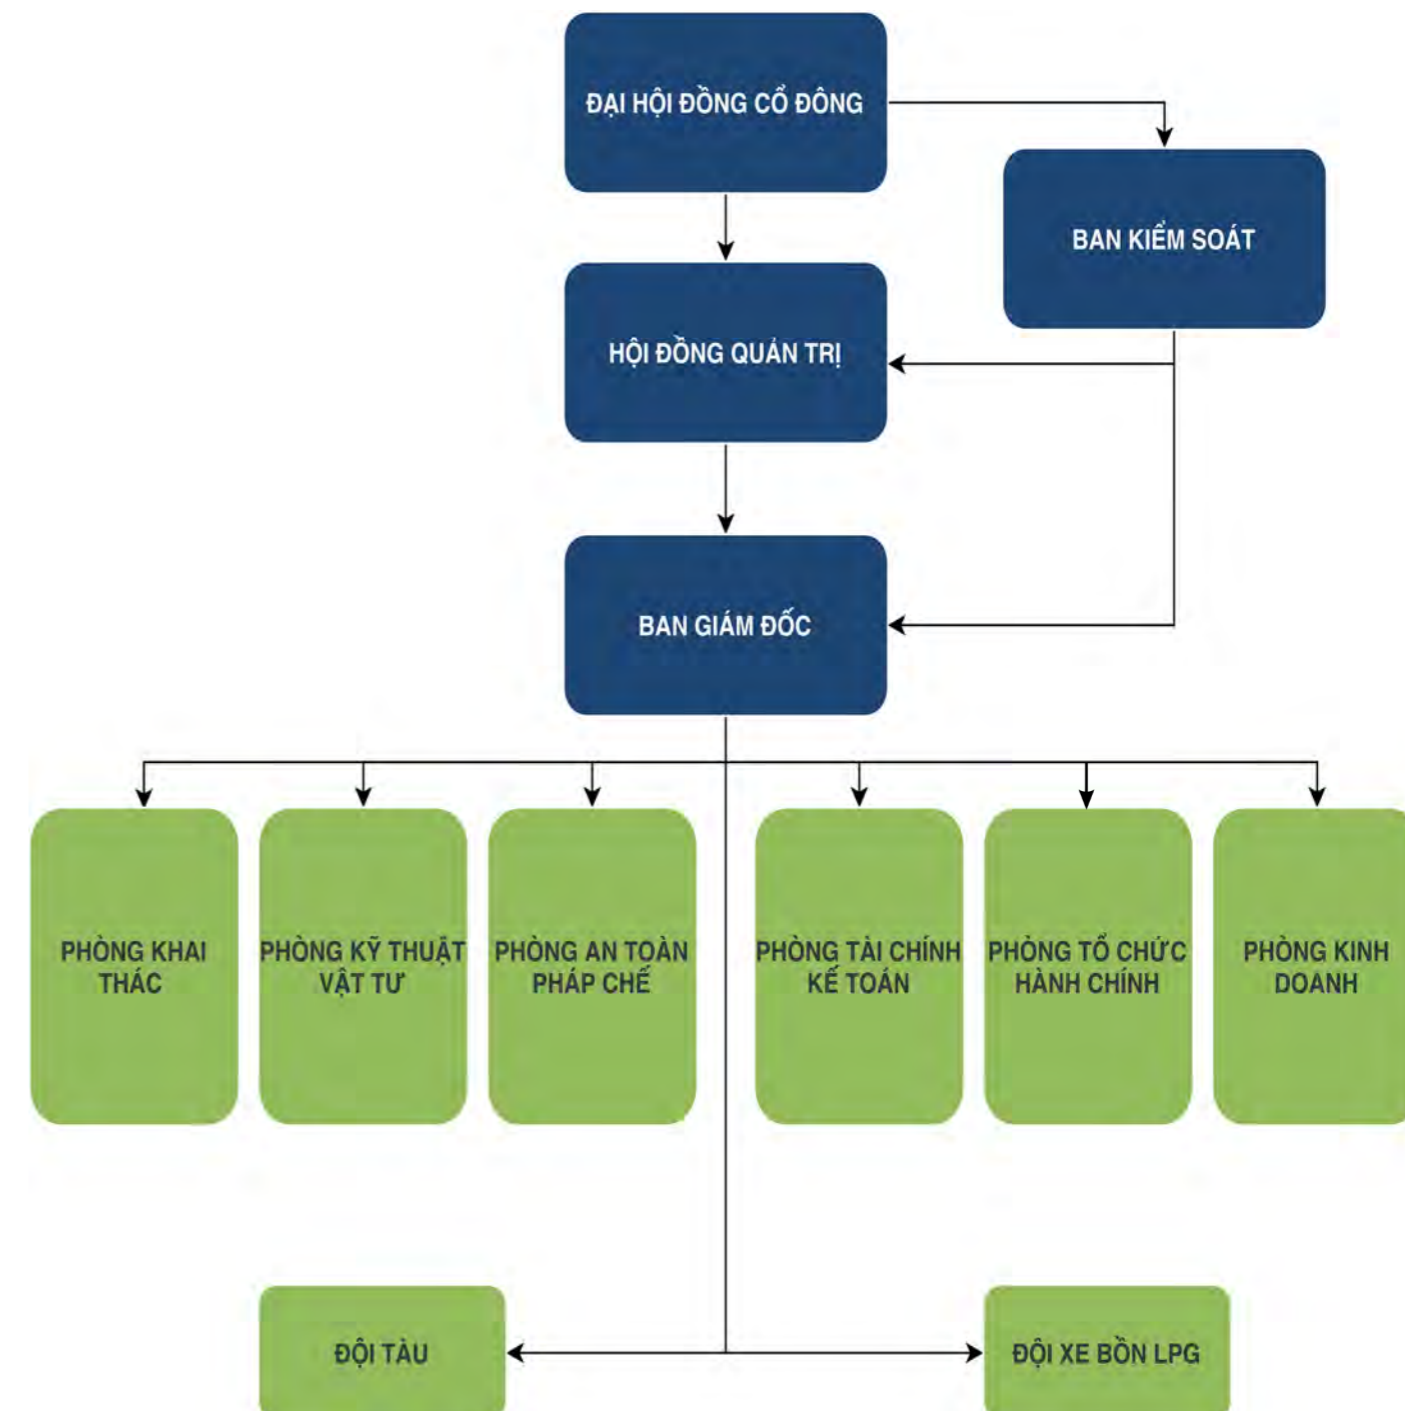 ĐẠI HỘI ĐỒNG CỔ ĐÔNG
BAN KIỂM SOÁT
HỘI ĐỒNG QUẢN TRỊ
BAN GIÁM ĐỐC
PHÒNG KHAI
THÁC
PHÒNG KỸ THUẬT
VẬT TƯ
PHÒNG AN TOÀN
PHÁP CHẾ
PHÒNG TÀI CHÍNH
KẾ TOÁN
PHÒNG TỔ CHỨC
HÀNH CHÍNH
PHÒNG KINH
DOANH
ĐỘI TÀU
ĐỘI XE BỒN LPG